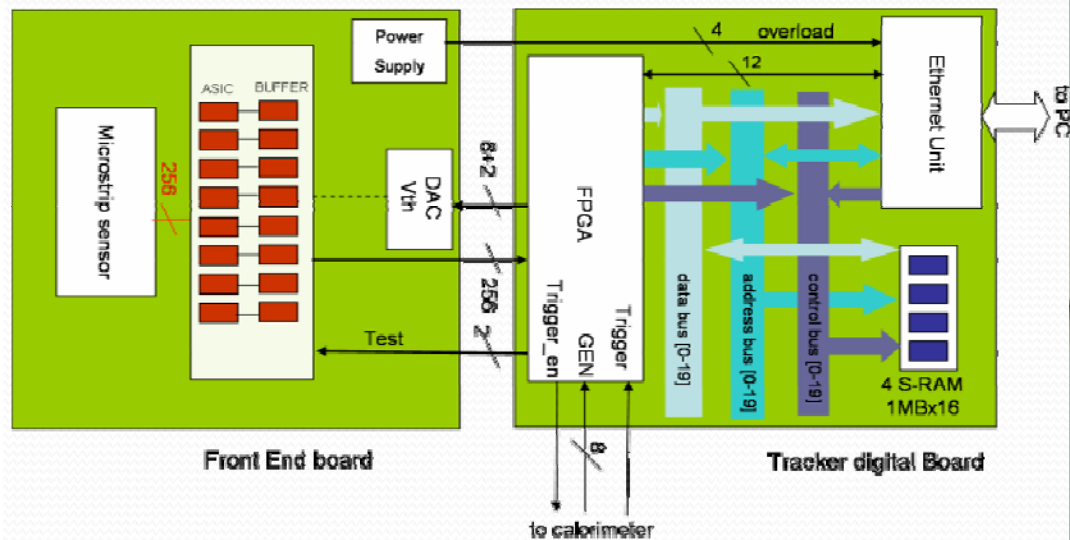 Power
Supply
4
overload
12
ASIC
BUFFER
Microstrip sensor
256
DAC
Vth
8+2
FPGA
256
2
Test
Trigger_en
GEN
Trigger
data bus [0-19]
address bus [0-19]
control bus [0-19]
Ethernet Unit
to PC
4 S-RAM
1MBx16
8
Front End board
Tracker digital Board
to calorimeter